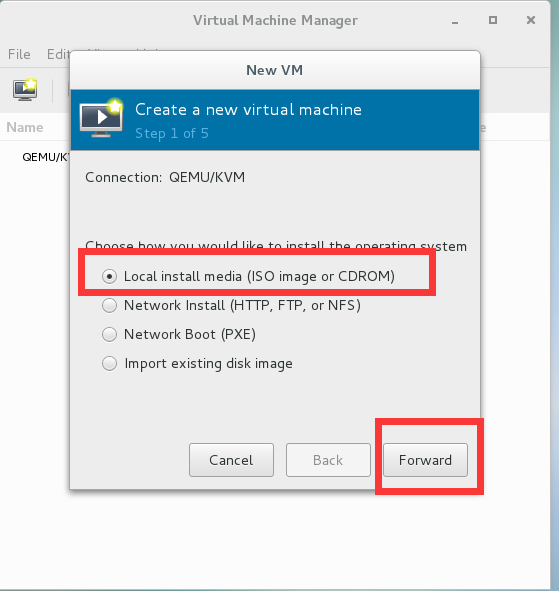 Virtual Machine Manager
File Edit
New VM
Create a new virtual machine
Step 1 of 5
Name
QEMU/K
Connection: QEMU/KVM
Choose how you would like to install the operating system
Local install media (ISO image or CDROM)
Network Install (HTTP, FTP, or NFS)
Network Boot (PXE)
Import existing disk image
Cancel Back Forward